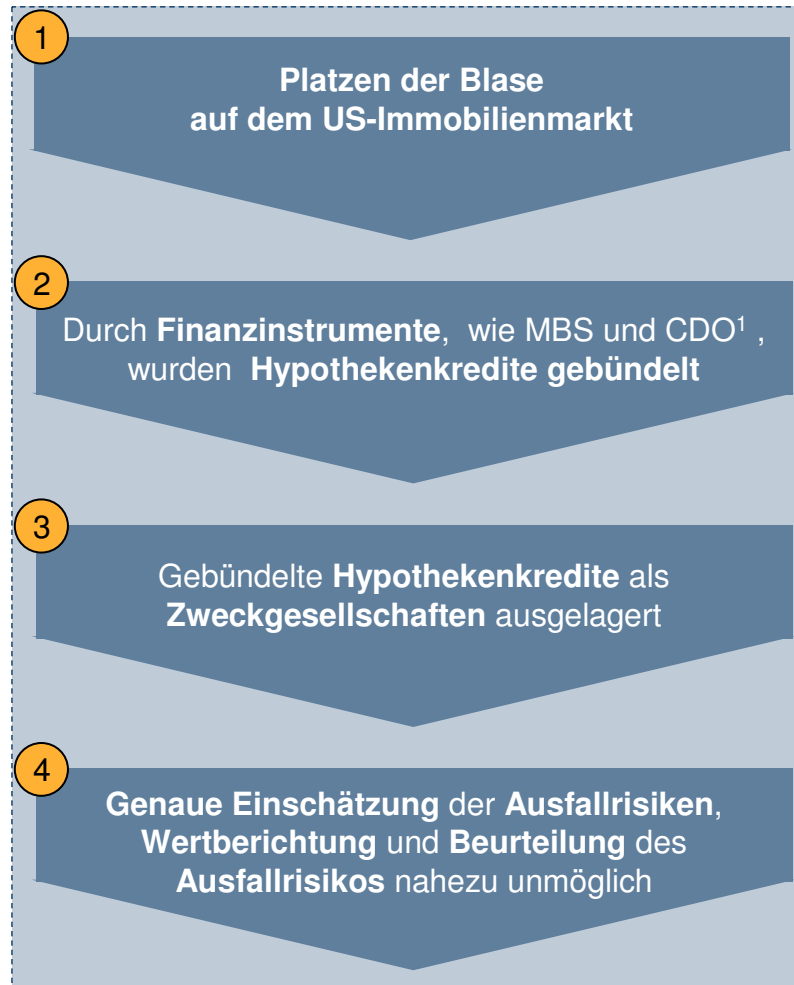 1
Platzen der Blase
auf dem US-Immobilienmarkt
2
Durch Finanzinstrumente, wie MBS und CDO¹ ,
wurden Hypothekenkredite gebündelt
3
Gebündelte Hypothekenkredite als
Zweckgesellschaften ausgelagert
4
Genaue Einschätzung der Ausfallrisiken,
Wertberichtung und Beurteilung des
Ausfallrisikos nahezu unmöglich